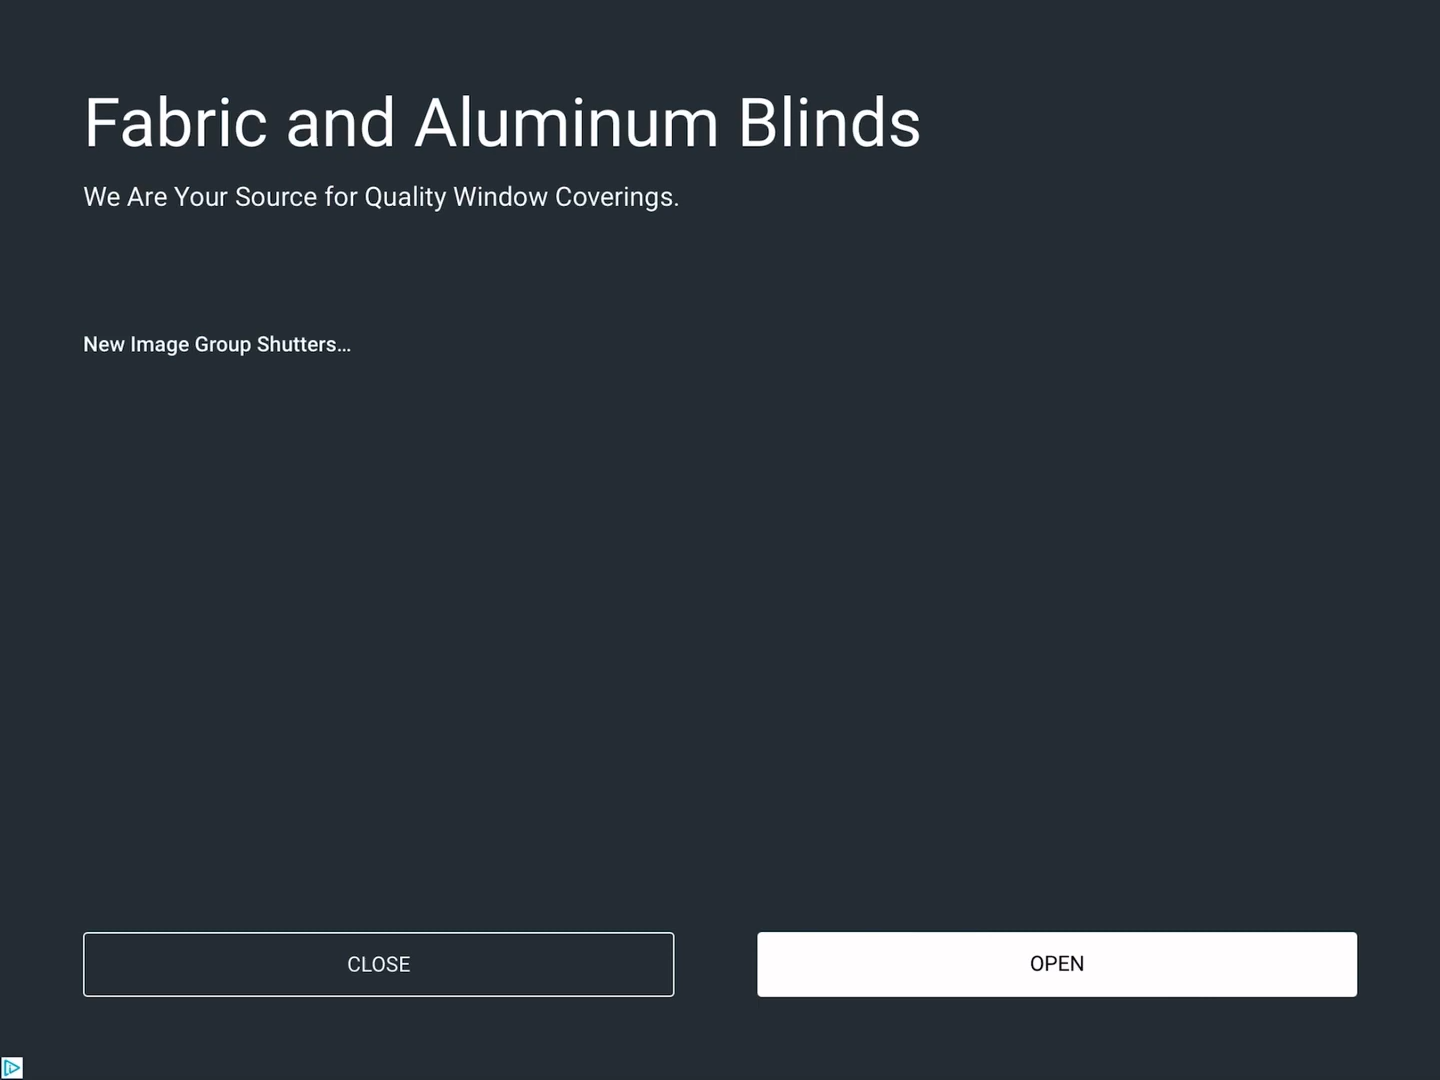 Fabric and Aluminum Blinds
We Are Your Source for Quality Window Coverings.
New Image Group Shutters...
CLOSE
OPEN